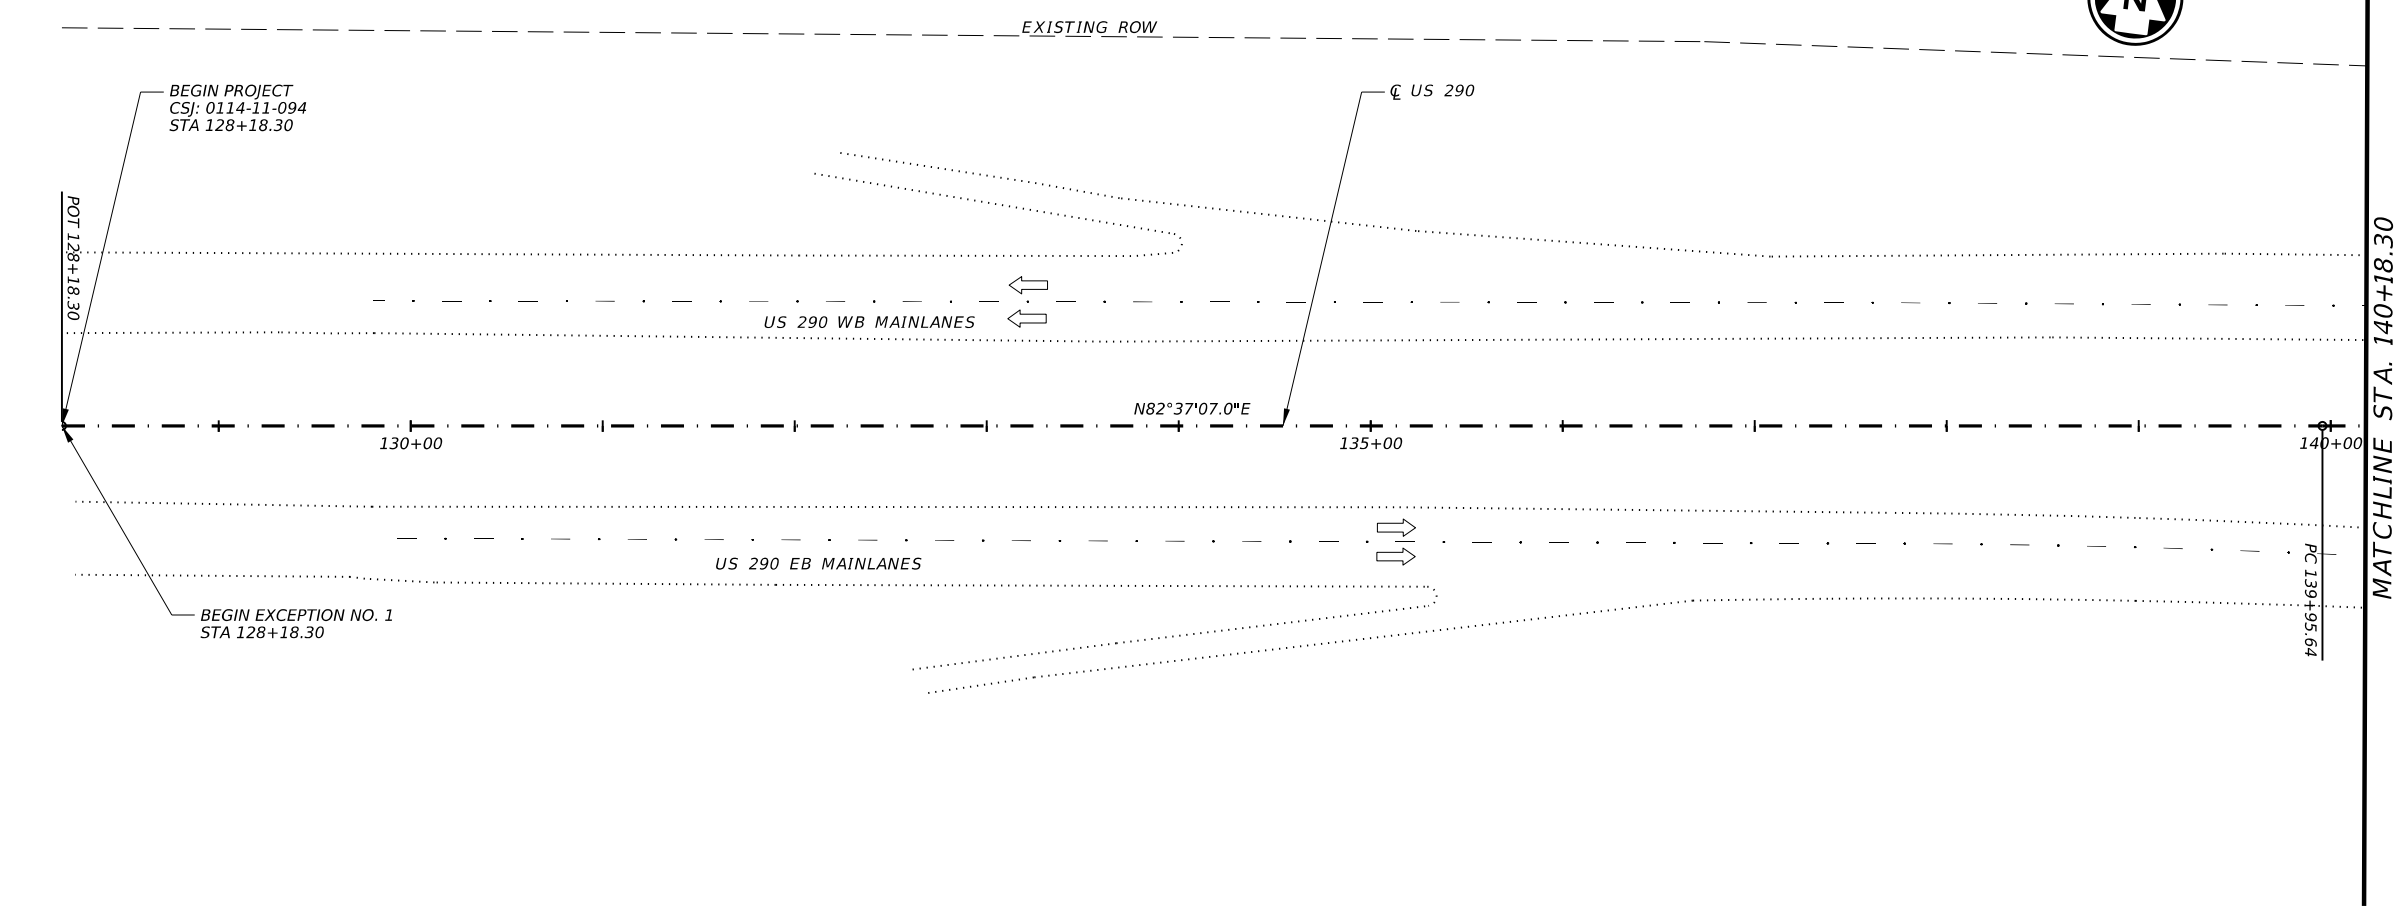 EXISTING ROW
N
BEGIN PROJECT
CSJ: 0114-11-094
STA 128+18.30
℄ US 290
POT 128+18.30
US 290 WB MAINLANES
N82°37'07.0"E
130+00
135+00
140+00
MATCHLINE STA. 140+18.30
US 290 EB MAINLANES
PC 139+95.64
BEGIN EXCEPTION NO. 1
STA 128+18.30